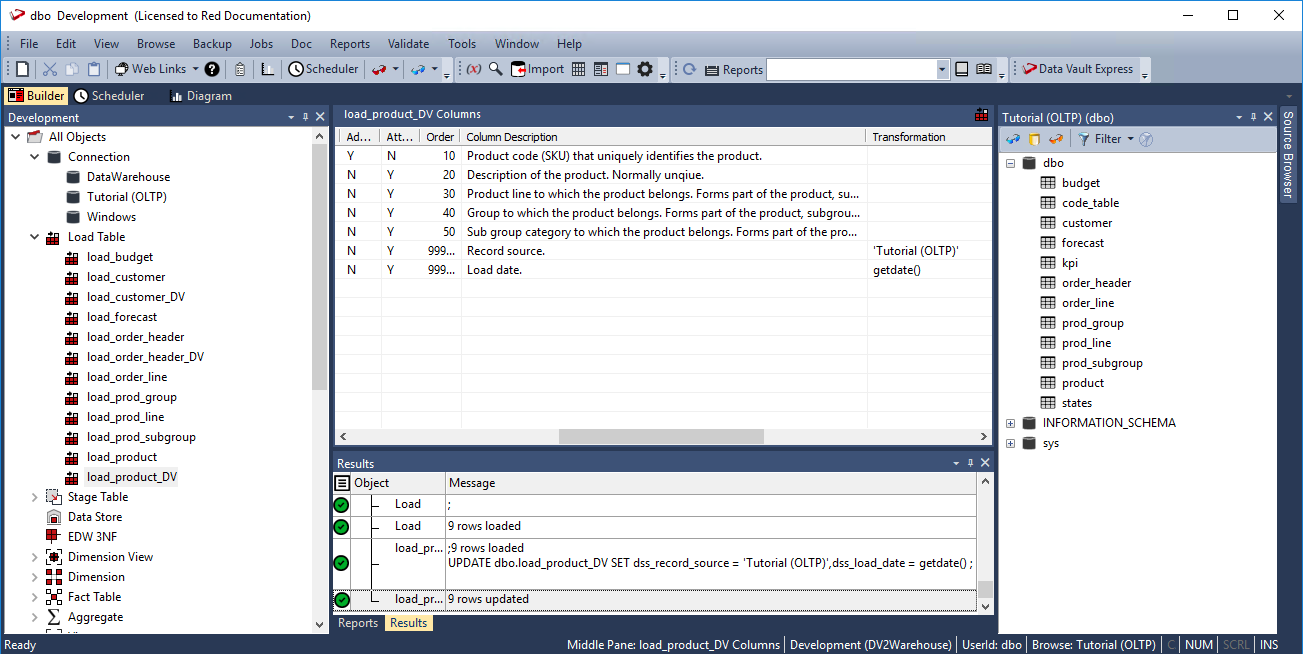 dbo Development (Licensed to Red Documentation)
File Edit View Browse Backup Jobs Doc Reports Validate Tools Window Help
Web Links Scheduler (x) Import Reports Data Vault Express
Builder Scheduler Diagram
Development
All Objects
Connection
DataWarehouse
Tutorial (OLTP)
Windows
Load Table
load_budget
load_customer
load_customer_DV
load_forecast
load_order_header
load_order_header_DV
load_order_line
load_prod_group
load_prod_line
load_prod_subgroup
load_product
load_product_DV
Stage Table
Data Store
EDW 3NF
Dimension View
Dimension
Fact Table
Aggregate
load_product_DV Columns
Ad... Att... Order Column Description Transformation
Y N 10 Product code (SKU) that uniquely identifies the product.
N Y 20 Description of the product. Normally unqiue.
N Y 30 Product line to which the product belongs. Forms part of the product, su...
N Y 40 Group to which the product belongs. Forms part of the product, subgrou...
N Y 50 Sub group category to which the product belongs. Forms part of the pro...
N Y 999... Record source. 'Tutorial (OLTP)'
N Y 999... Load date. getdate()
Results
Object Message
Load ;
Load 9 rows loaded
load_pr... ;9 rows loaded
UPDATE dbo.load_product_DV SET dss_record_source = 'Tutorial (OLTP)',dss_load_date = getdate() ;
load_pr... 9 rows updated
Reports Results
Tutorial (OLTP) (dbo)
Filter
dbo
budget
code_table
customer
forecast
kpi
order_header
order_line
prod_group
prod_line
prod_subgroup
product
states
INFORMATION_SCHEMA
sys
Source Browser
Ready Middle Pane: load_product_DV Columns Development (DV2Warehouse) UserId: dbo Browse: Tutorial (OLTP) C NUM SCRL INS